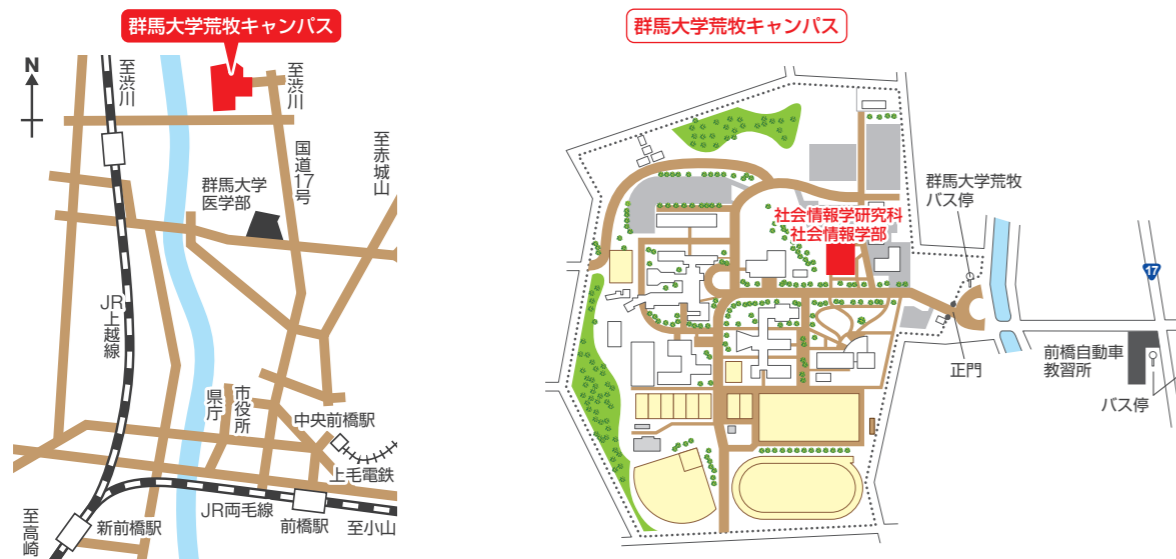 群馬大学荒牧キャンパス
N
至渋川
至渋川
国道17号
至赤城山
群馬大学
医学部
JR上越線
県庁
市役所
中央前橋駅
上毛電鉄
JR両毛線
前橋駅
至小山
新前橋駅
至高崎
群馬大学荒牧キャンパス
群馬大学荒牧
バス停
社会情報学研究科
社会情報学部
17
正門
前橋自動車
教習所
バス停